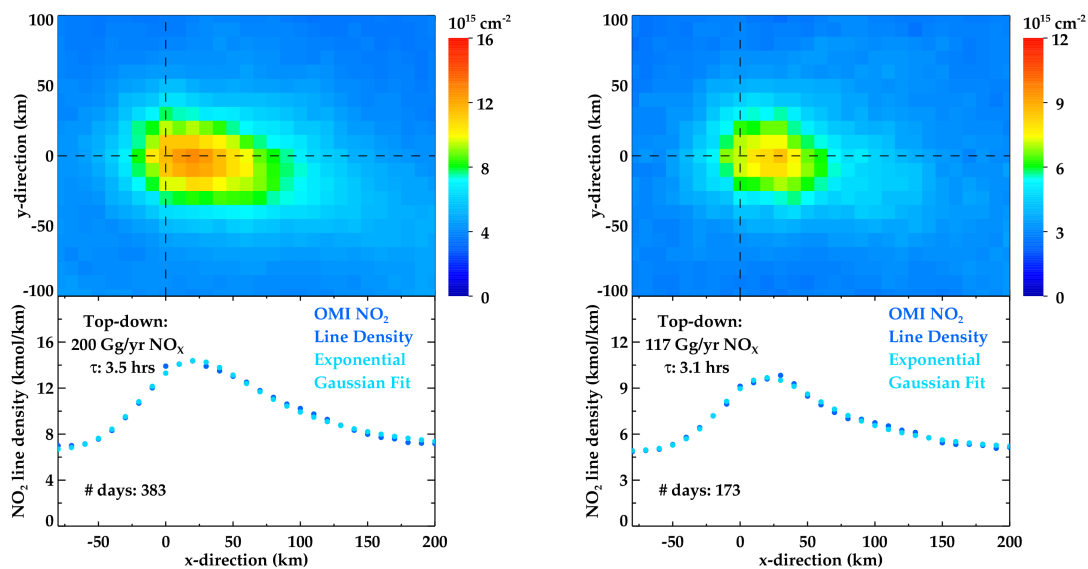 10¹⁵ cm⁻²
100
50
0
-50
-100
y-direction (km)
16
12
8
4
0
20
16
12
8
4
0
NO₂ line density (kmol/km)
Top-down:
200 Gg/yr NOₓ
τ: 3.5 hrs
OMI NO₂
Line Density
Exponential
Gaussian Fit
# days: 383
-50 0 50 100 150 200
x-direction (km)
10¹⁵ cm⁻²
100
50
0
-50
-100
y-direction (km)
12
9
6
3
0
15
12
9
6
3
0
NO₂ line density (kmol/km)
Top-down:
117 Gg/yr NOₓ
τ: 3.1 hrs
OMI NO₂
Line Density
Exponential
Gaussian Fit
# days: 173
-50 0 50 100 150 200
x-direction (km)